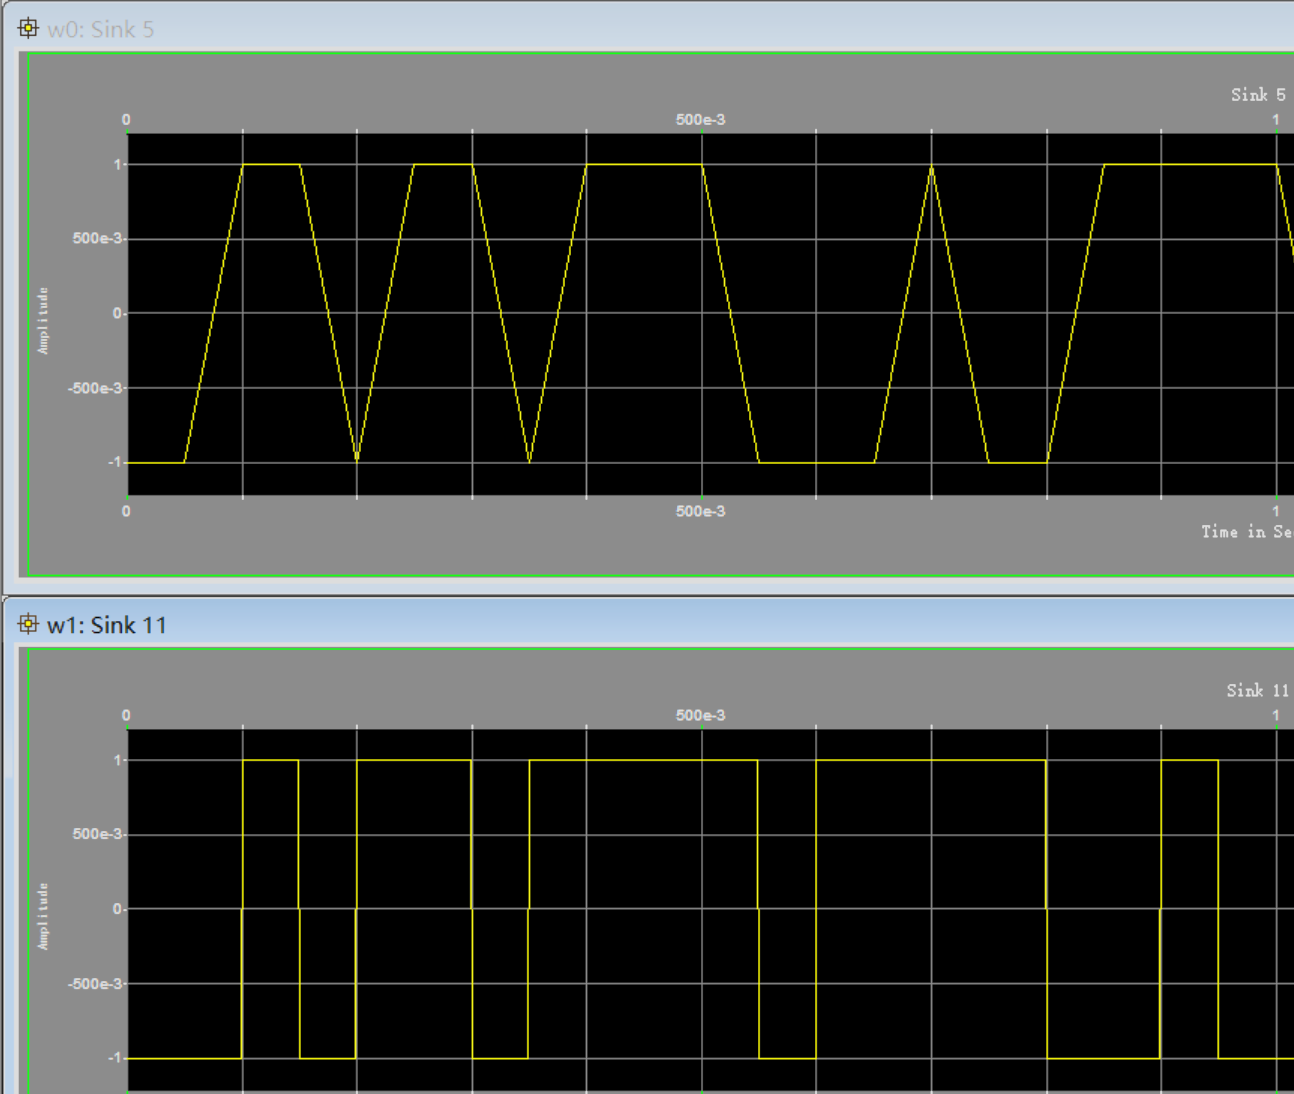 w0: Sink 5
Sink 5
0 500e-3 1
1
500e-3
0
-500e-3
-1
Amplitude
0 500e-3 1
Time in Se
w1: Sink 11
Sink 11
0 500e-3 1
1
500e-3
0
-500e-3
-1
Amplitude